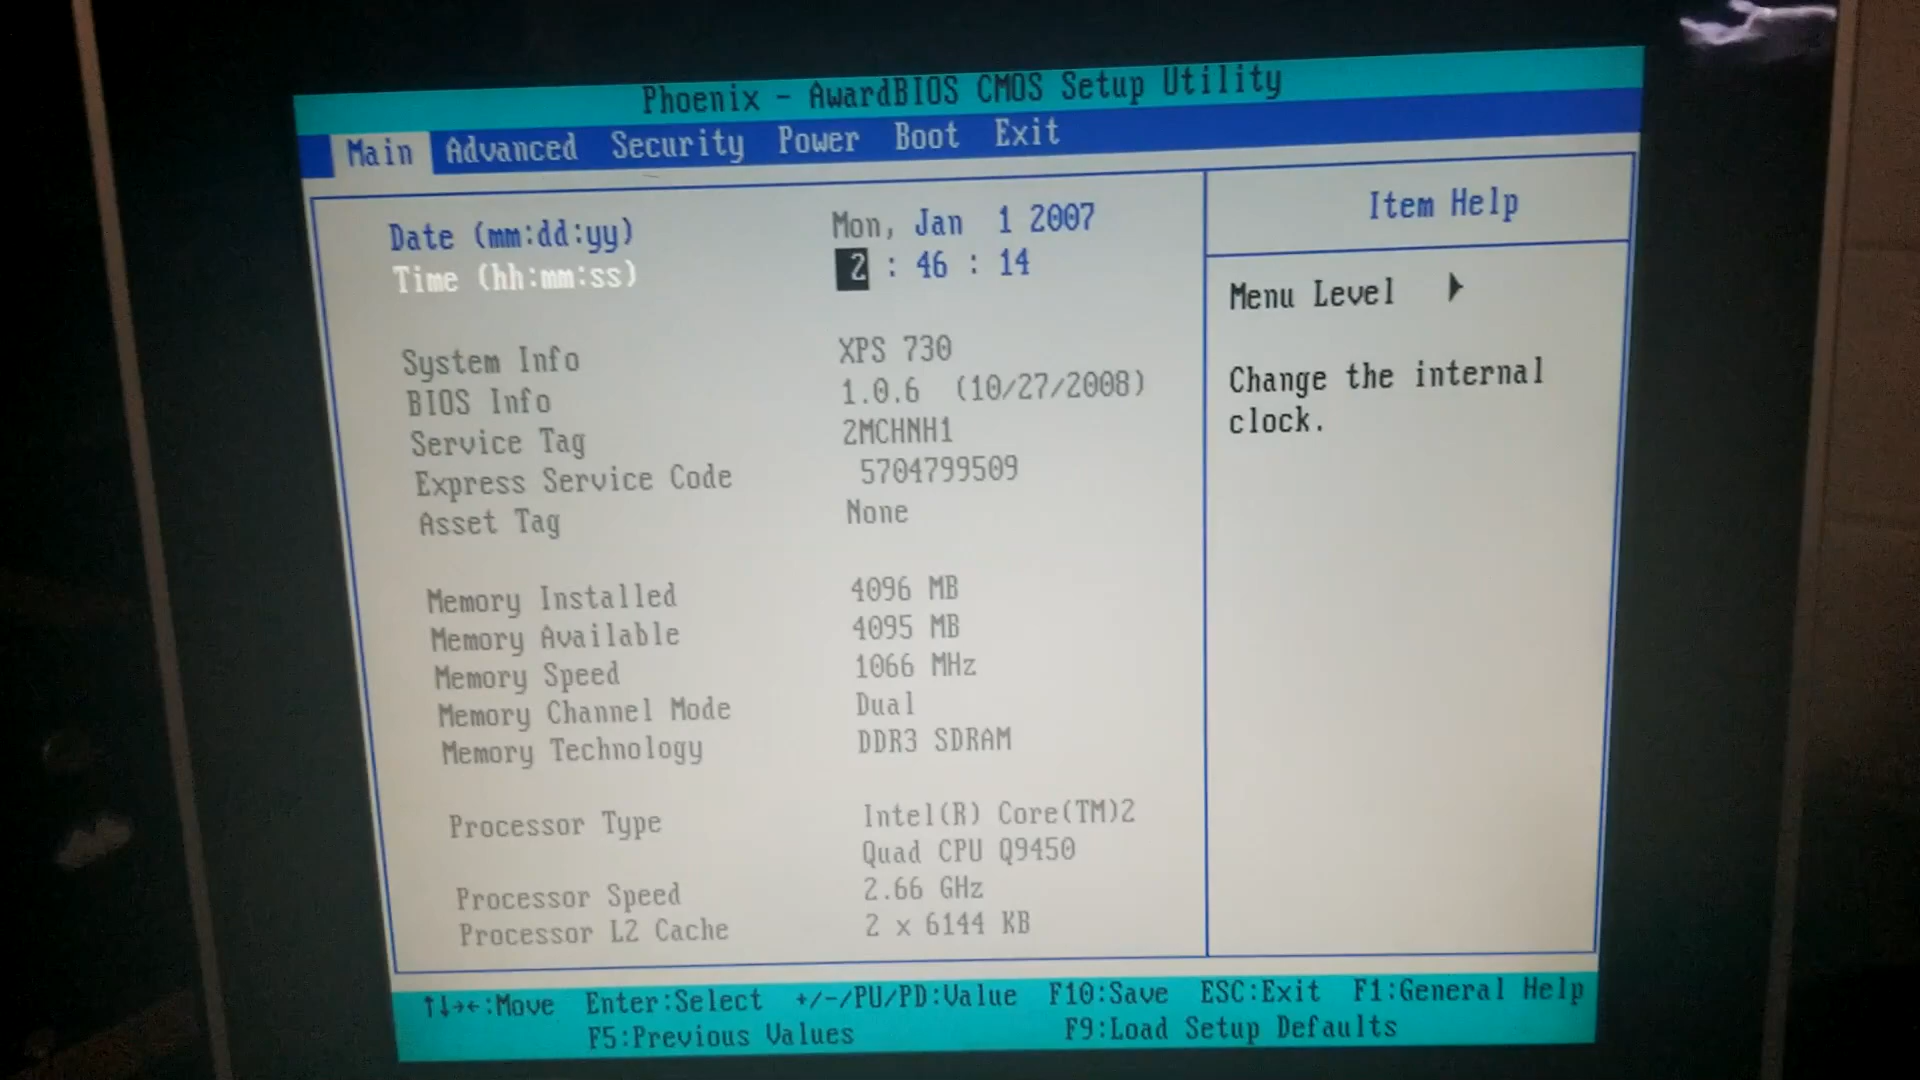 Phoenix - AwardBIOS CMOS Setup Utility
Main Advanced Security Power Boot Exit
Date (mm:dd:yy) Mon, Jan 1 2007
Time (hh:mm:ss) 2 : 46 : 14
System Info XPS 730
BIOS Info 1.0.6 (10/27/2008)
Service Tag 2MCHNH1
Express Service Code 5704799509
Asset Tag None
Memory Installed 4096 MB
Memory Available 4095 MB
Memory Speed 1066 MHz
Memory Channel Mode Dual
Memory Technology DDR3 SDRAM
Processor Type Intel(R) Core(TM)2
Quad CPU Q9450
Processor Speed 2.66 GHz
Processor L2 Cache 2 x 6144 KB
Item Help
Menu Level ▶
Change the internal
clock.
↑↓→←:Move Enter:Select +/-/PU/PD:Value F10:Save ESC:Exit F1:General Help
F5:Previous Values F9:Load Setup Defaults